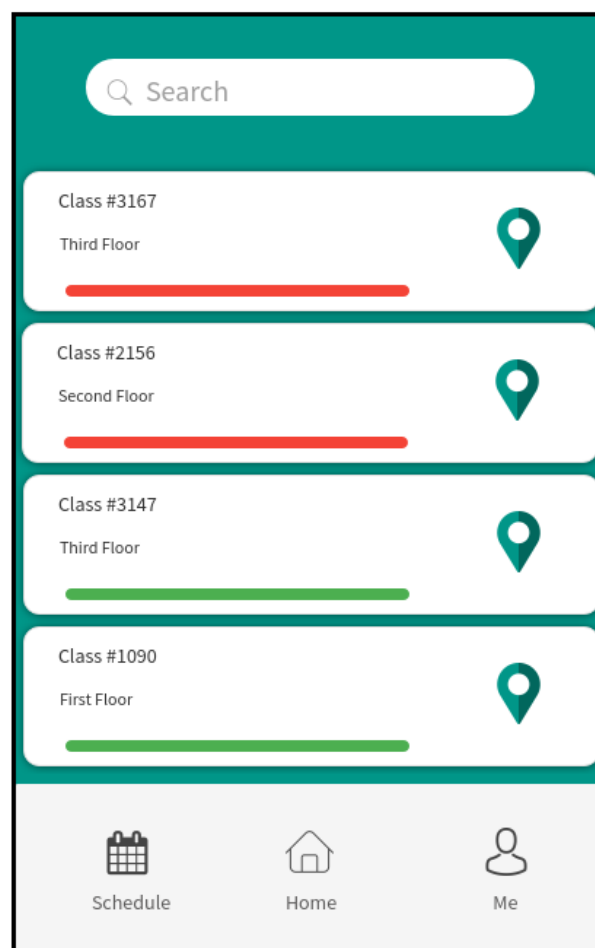 Search
Class #3167
Third Floor
Class #2156
Second Floor
Class #3147
Third Floor
Class #1090
First Floor
Schedule Home Me